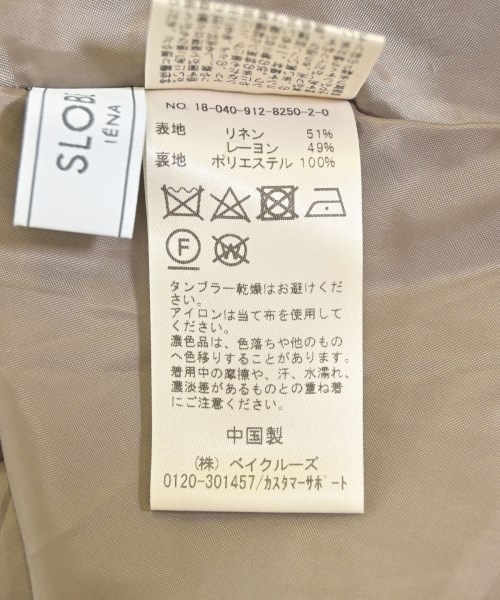 SLOB
IÉNA
NO. 18-040-912-8250-2-0
表地 リネン 51%
レーヨン 49%
裏地 ポリエステル 100%
F
W
タンブラー乾燥はお避けくだ
さい。
アイロンは当て布を使用して
ください。
濃色品は、色落ちや他のもの
へ色移りすることがあります。
着用中の摩擦や、汗、水濡れ、
濃淡差があるものとの重ね着
にご注意ください。
中国製
(株) ベイクルーズ
0120-301457/カスタマーサポート